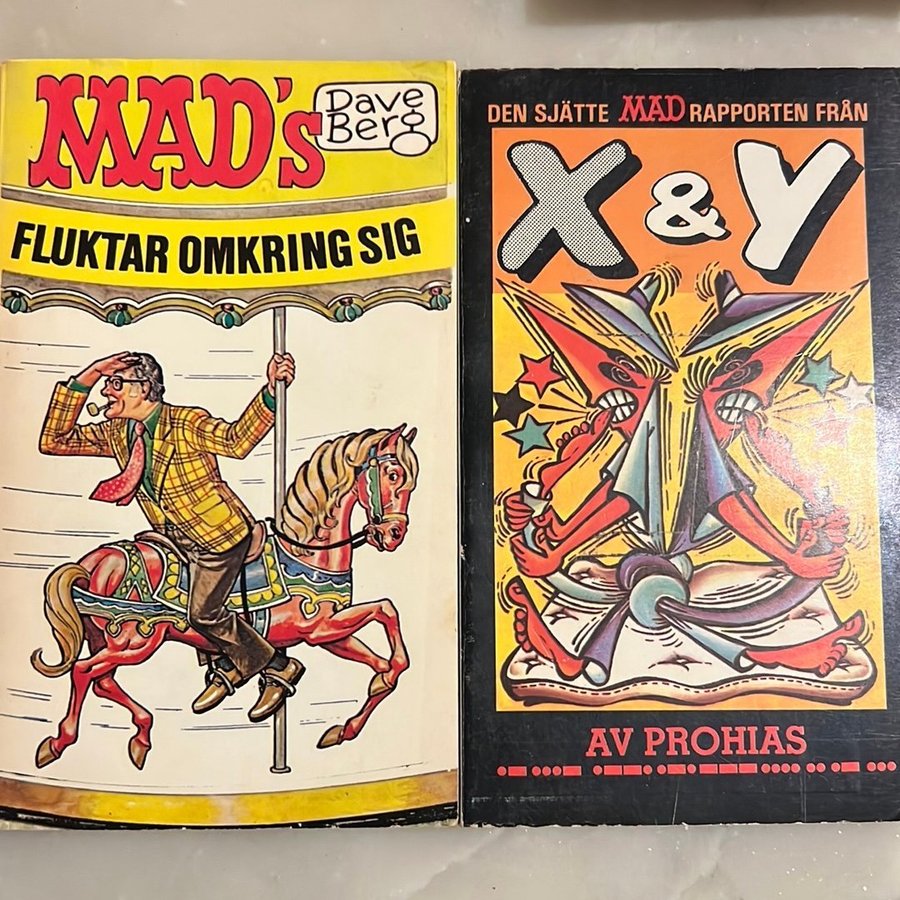 MAD's
Dave
Berg
FLUKTAR OMKRING SIG
DEN SJÄTTE MAD RAPPORTEN FRÅN
X & Y
AV PROHIAS